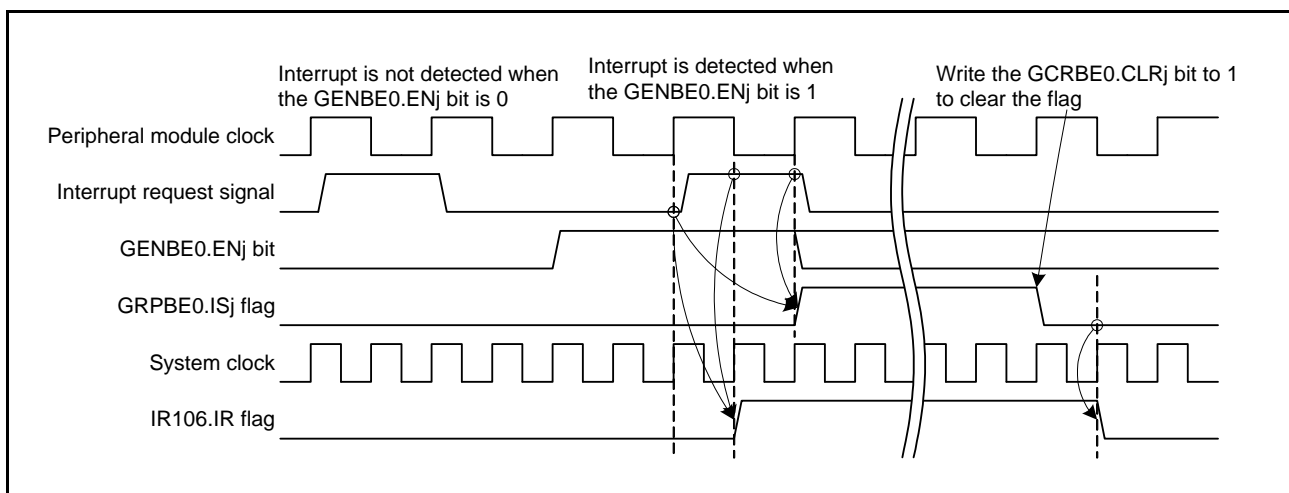 Interrupt is not detected when
the GENBE0.ENj bit is 0
Interrupt is detected when
the GENBE0.ENj bit is 1
Write the GCRBE0.CLRj bit to 1
to clear the flag
Peripheral module clock
Interrupt request signal
GENBE0.ENj bit
GRPBE0.ISj flag
System clock
IR106.IR flag